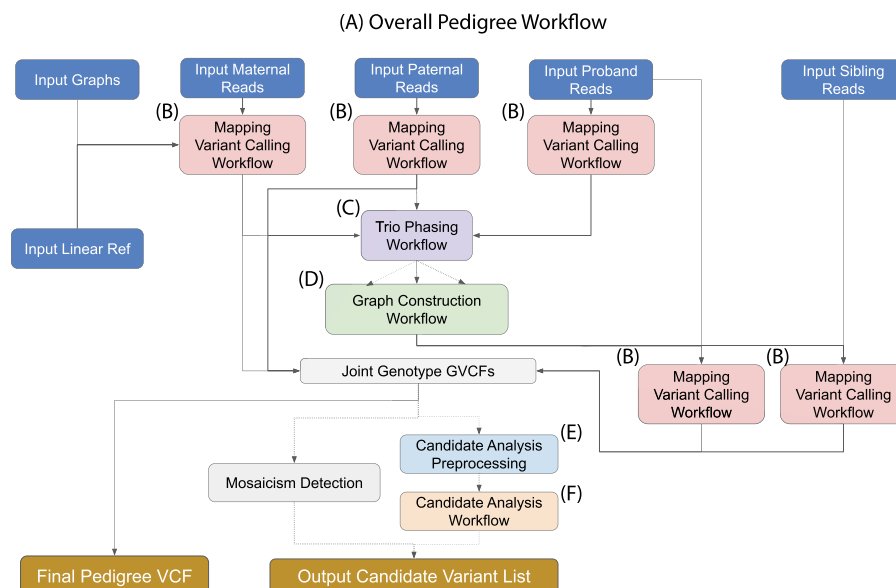 (A) Overall Pedigree Workflow
Input Graphs
Input Maternal
Reads
Input Paternal
Reads
Input Proband
Reads
Input Sibling
Reads
(B)
Mapping
Variant Calling
Workflow
(B)
Mapping
Variant Calling
Workflow
(B)
Mapping
Variant Calling
Workflow
Input Linear Ref
(C)
Trio Phasing
Workflow
(D)
Graph Construction
Workflow
Joint Genotype GVCFs
(B)
Mapping
Variant Calling
Workflow
(B)
Mapping
Variant Calling
Workflow
(E)
Candidate Analysis
Preprocessing
Mosaicism Detection
(F)
Candidate Analysis
Workflow
Final Pedigree VCF
Output Candidate Variant List